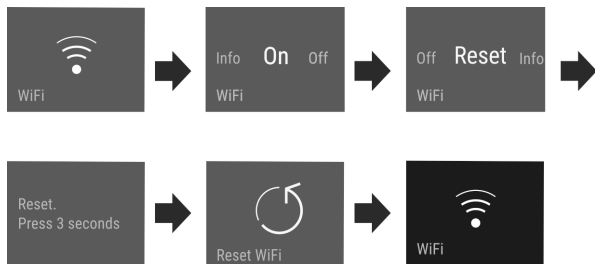 WiFi
Info On Off
WiFi
Off Reset Info
WiFi
Reset.
Press 3 seconds
Reset WiFi
WiFi